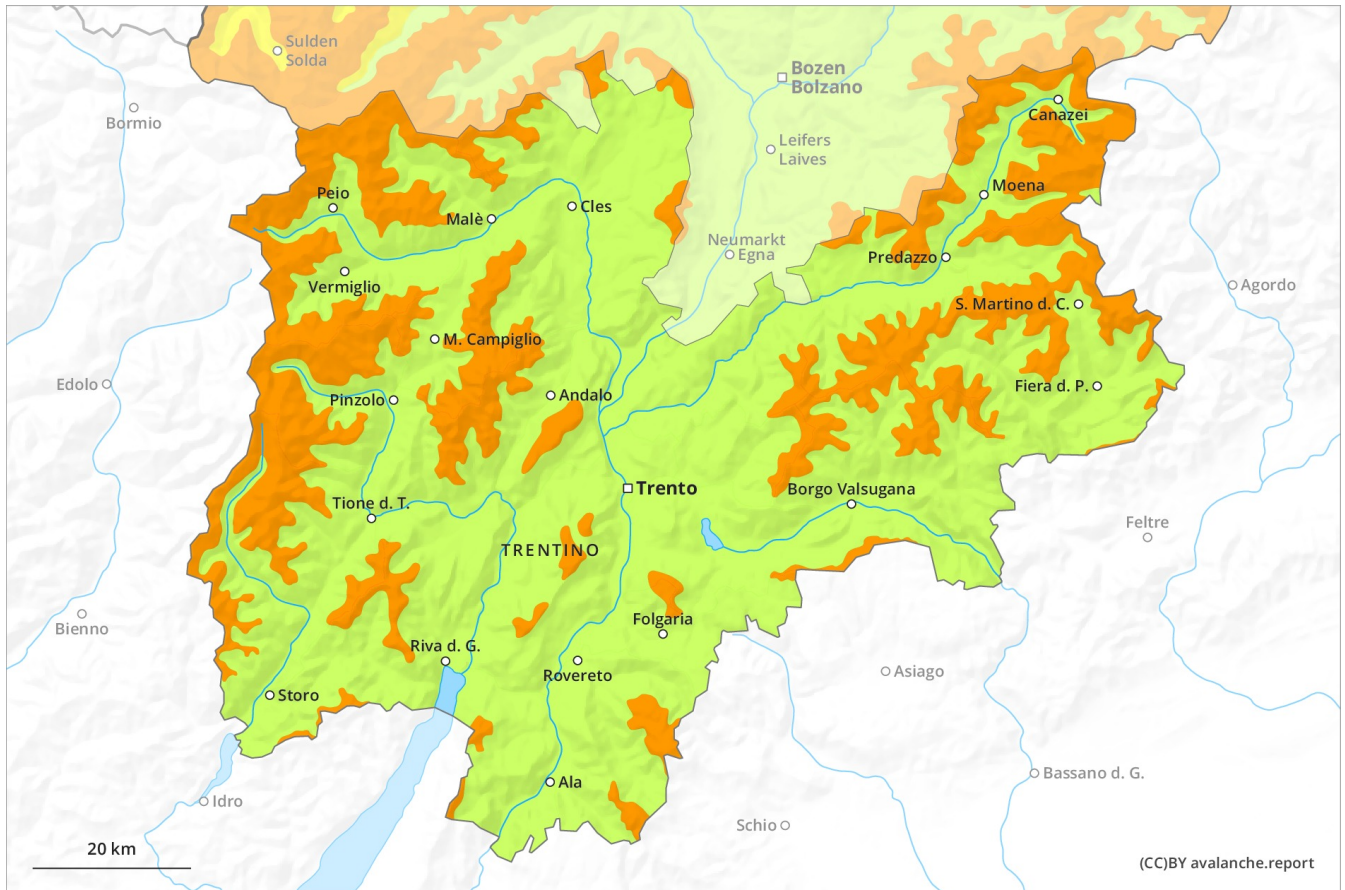 Sulden
Solda
Bozen
Bolzano
Bormio
Canazei
Leifers
Laives
Peio
Moena
Malè
Cles
Neumarkt
Egna
Predazzo
Vermiglio
Agordo
S. Martino d. C.
M. Campiglio
Edolo
Fiera d. P.
Andalo
Pinzolo
Trento
Borgo Valsugana
Tione d. T.
Feltre
TRENTINO
Bienno
Folgaria
Riva d. G.
Asiago
Rovereto
Storo
Bassano d. G.
Ala
Idro
Schio
20 km
(CC)BY avalanche.report